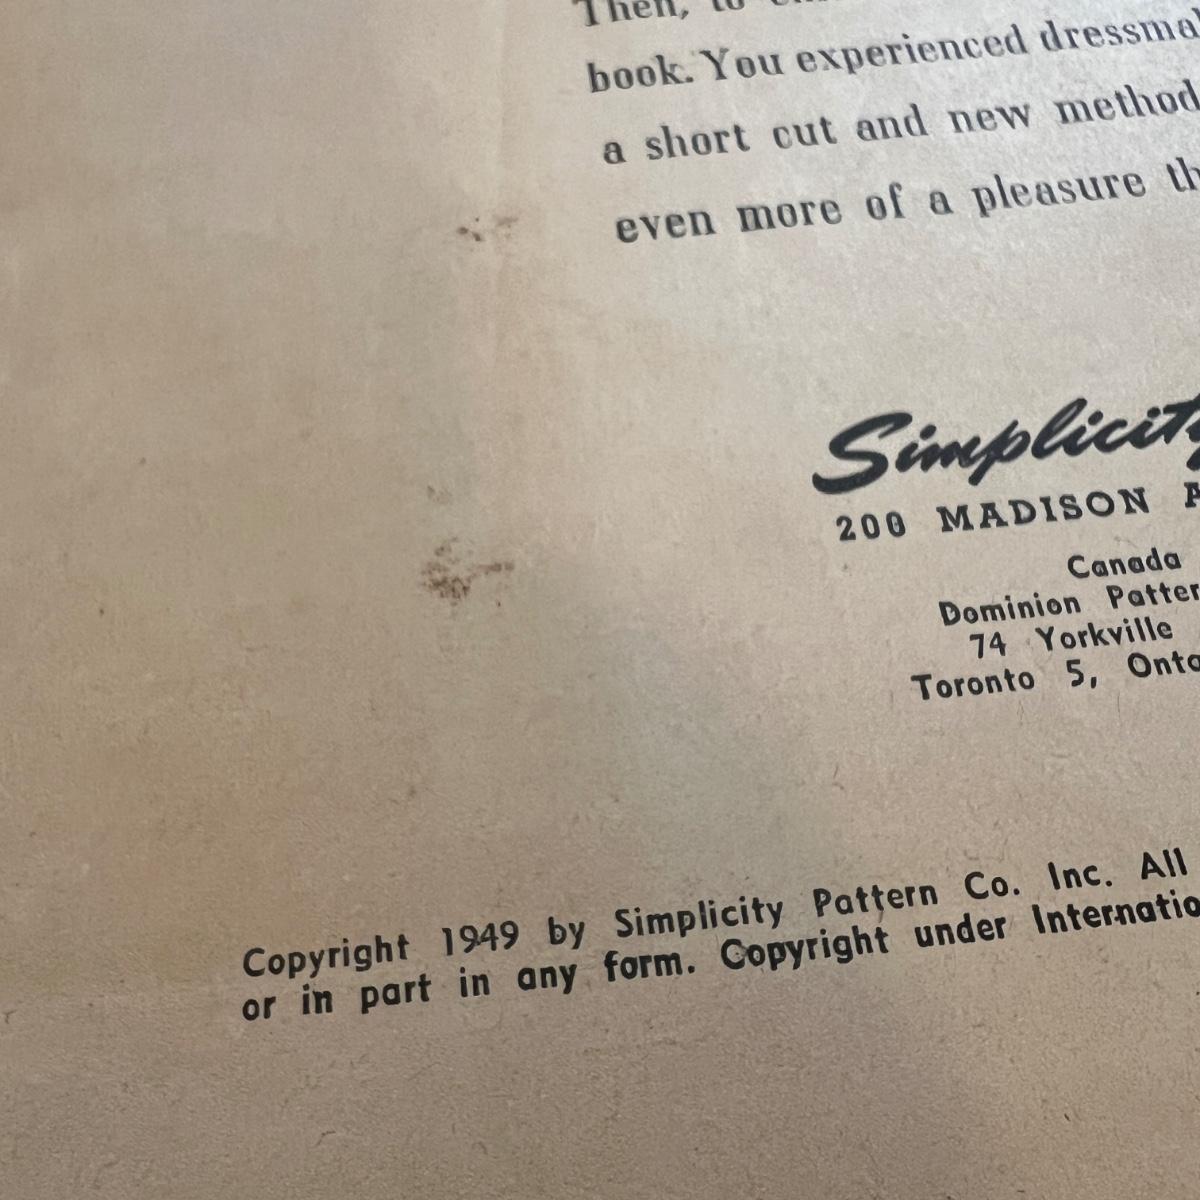 Then, to
book. You experienced dressma
a short cut and new method
even more of a pleasure th
Simplicity
200 MADISON A
Canada
Dominion Patter
74 Yorkville
Toronto 5, Onta
Copyright 1949 by Simplicity Pattern Co. Inc. All
or in part in any form. Copyright under Internatio